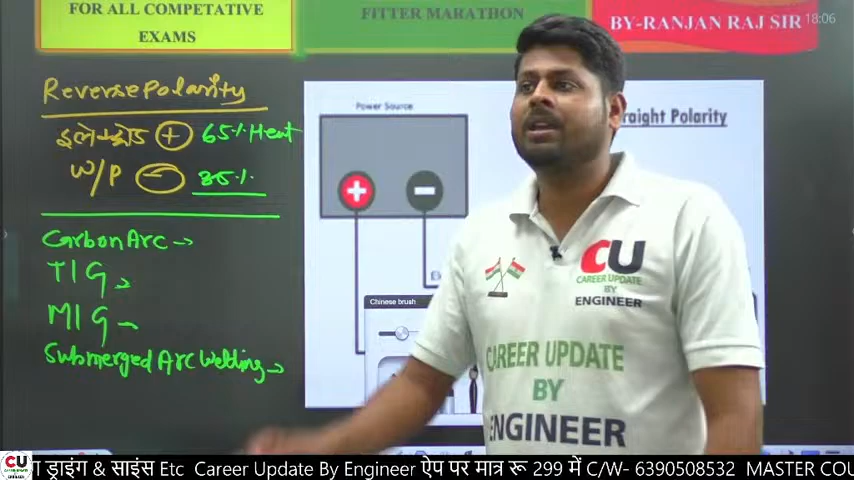 FOR ALL COMPETATIVE
EXAMS
FITTER MARATHON
BY-RANJAN RAJ SIR
18:06
Reverse Polarity
इलेक्ट्रोड + 65% Heat
W/P - 35%
Carbon Arc →
TIG →
MIG →
Submerged Arc Welding →
Power Source
+ -
raight Polarity
Chinese brush
CU
CAREER UPDATE
BY
ENGINEER
CAREER UPDATE
BY
ENGINEER
CU
ड्राइंग & साइंस Etc Career Update By Engineer ऐप पर मात्र रू 299 में C/W- 6390508532 MASTER COU